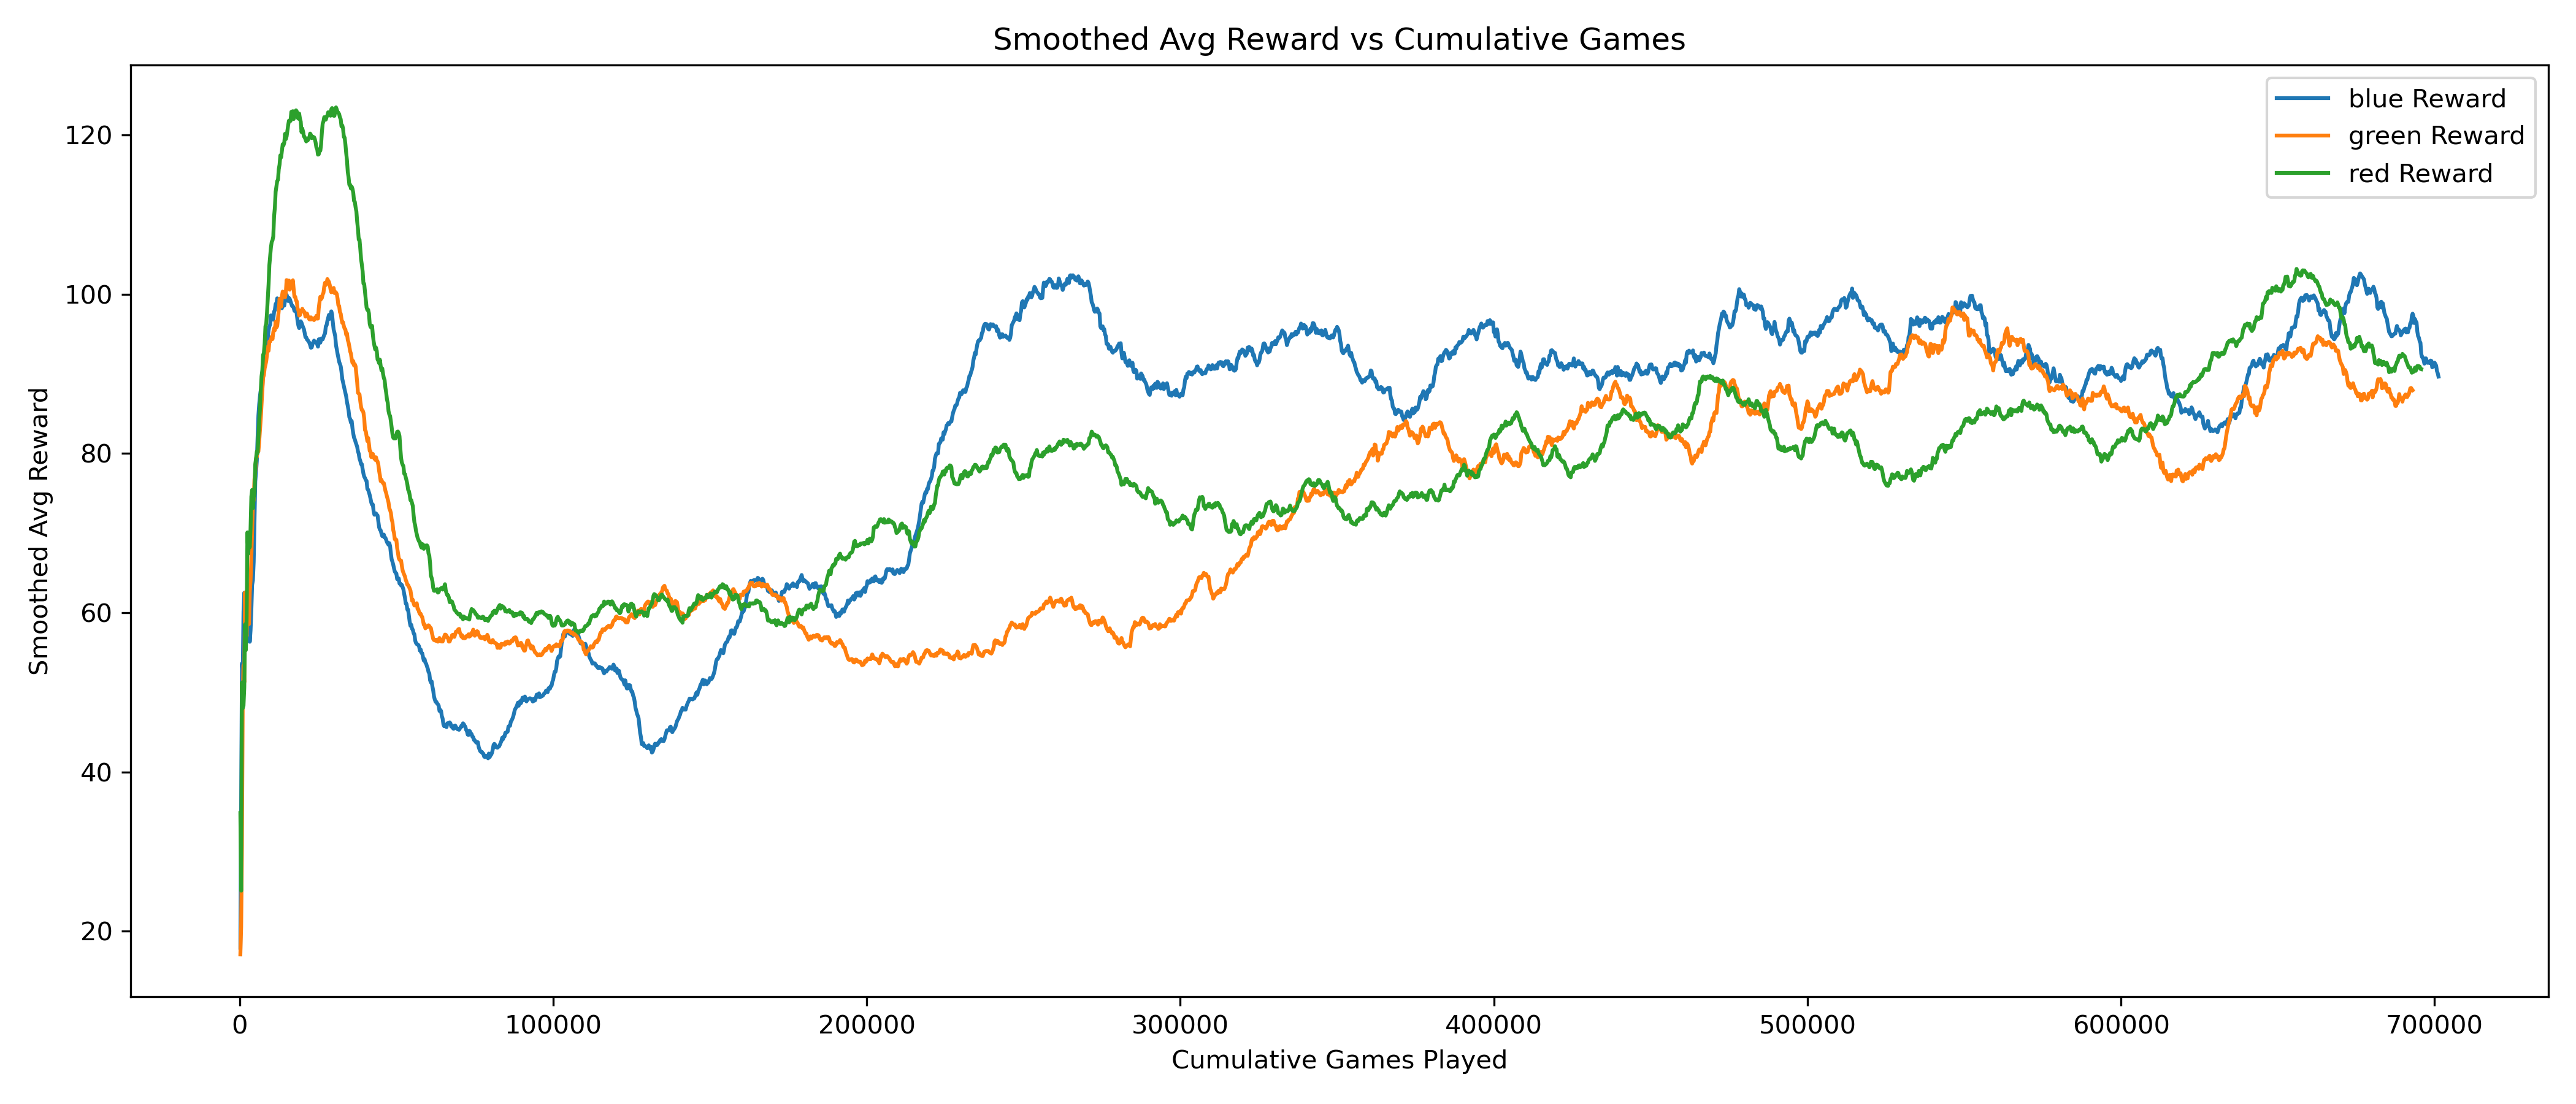 Smoothed Avg Reward vs Cumulative Games
blue Reward
green Reward
red Reward
Smoothed Avg Reward
120
100
80
60
40
20
0 100000 200000 300000 400000 500000 600000 700000
Cumulative Games Played